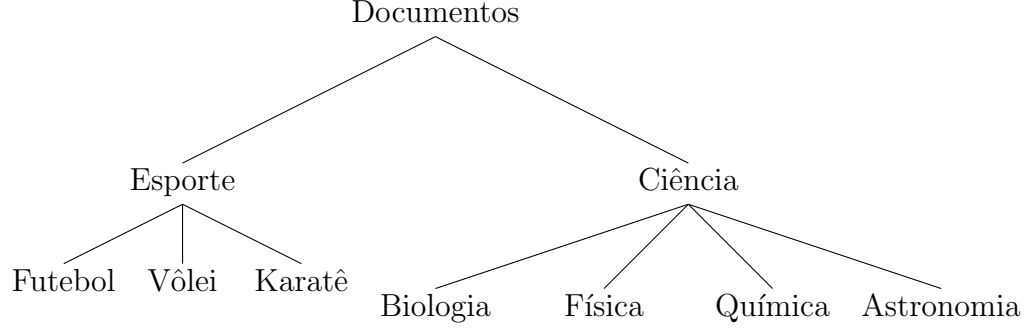 Documentos
Esporte
Ciência
Futebol
Vôlei
Karatê
Biologia
Física
Química
Astronomia